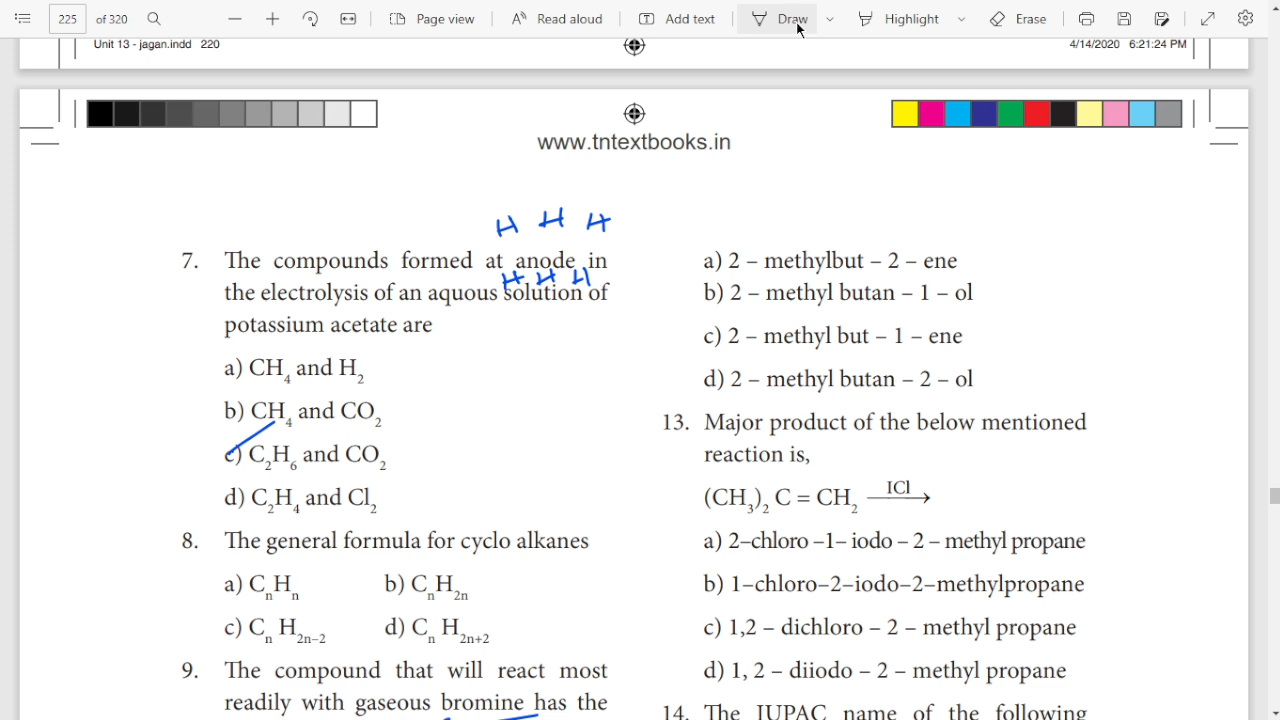 225 of 320 Page view Read aloud Add text Draw Highlight Erase
Unit 13 - jagan.indd 220 4/14/2020 6:21:24 PM
www.tntextbooks.in
H H H
7. The compounds formed at anode in
H H H
the electrolysis of an aquous solution of
potassium acetate are
a) CH4 and H2
b) CH4 and CO2
c) C2H6 and CO2
d) C2H4 and Cl2
8. The general formula for cyclo alkanes
a) CnHn b) CnH2n
c) Cn H2n–2 d) Cn H2n+2
9. The compound that will react most
readily with gaseous bromine has the
a) 2 – methylbut – 2 – ene
b) 2 – methyl butan – 1 – ol
c) 2 – methyl but – 1 – ene
d) 2 – methyl butan – 2 – ol
13. Major product of the below mentioned
reaction is,
(CH3)2 C = CH2 ICl
a) 2–chloro –1– iodo – 2 – methyl propane
b) 1–chloro–2–iodo–2–methylpropane
c) 1,2 – dichloro – 2 – methyl propane
d) 1, 2 – diiodo – 2 – methyl propane
14. The IUPAC name of the following